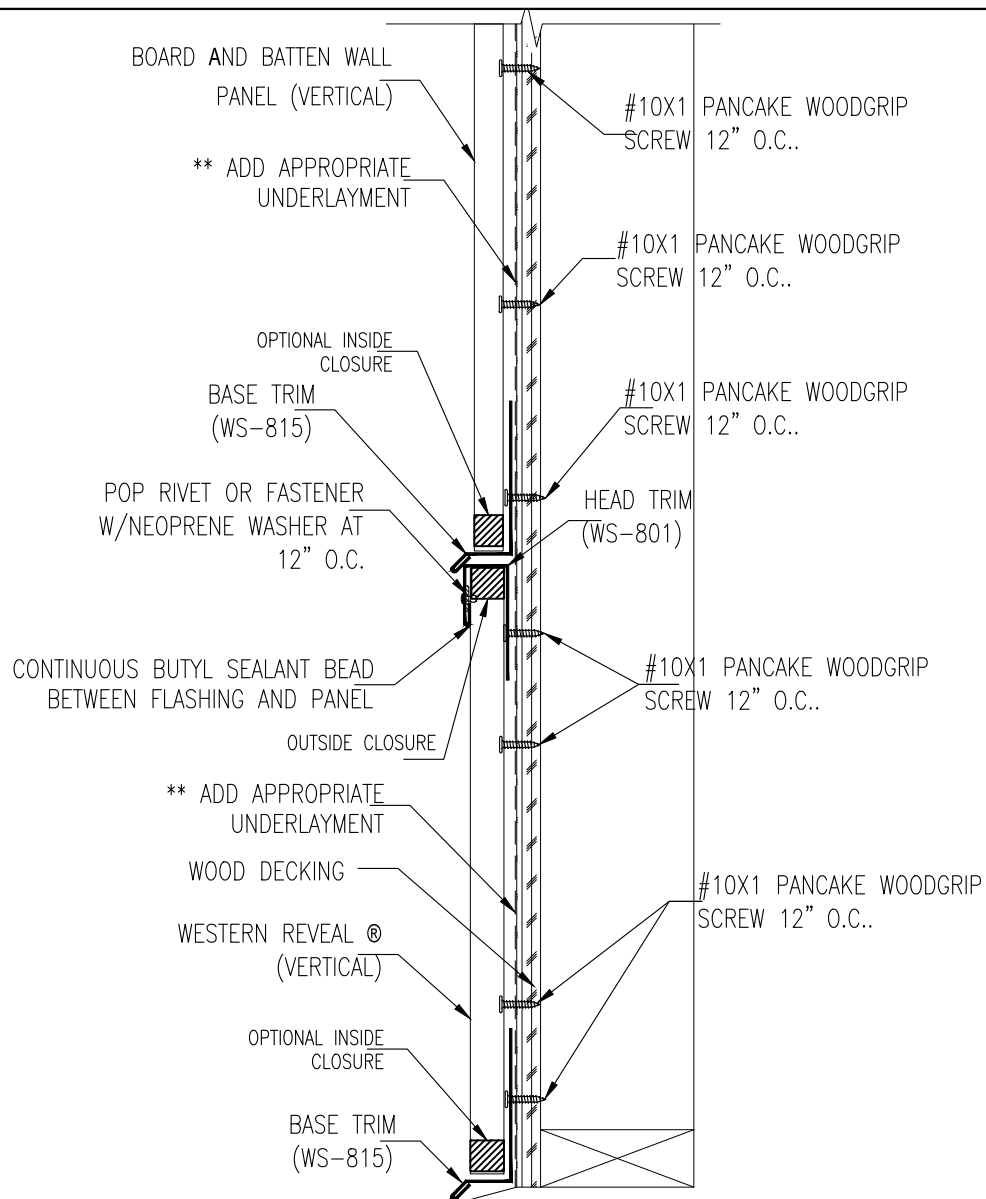 BOARD AND BATTEN WALL
PANEL (VERTICAL)
#10X1 PANCAKE WOODGRIP
SCREW 12" O.C..
** ADD APPROPRIATE
UNDERLAYMENT
#10X1 PANCAKE WOODGRIP
SCREW 12" O.C..
OPTIONAL INSIDE
CLOSURE
BASE TRIM
(WS-815)
#10X1 PANCAKE WOODGRIP
SCREW 12" O.C..
POP RIVET OR FASTENER
W/NEOPRENE WASHER AT
12" O.C.
HEAD TRIM
(WS-801)
CONTINUOUS BUTYL SEALANT BEAD
BETWEEN FLASHING AND PANEL
#10X1 PANCAKE WOODGRIP
SCREW 12" O.C..
OUTSIDE CLOSURE
** ADD APPROPRIATE
UNDERLAYMENT
WOOD DECKING
#10X1 PANCAKE WOODGRIP
SCREW 12" O.C..
WESTERN REVEAL ®
(VERTICAL)
OPTIONAL INSIDE
CLOSURE
BASE TRIM
(WS-815)